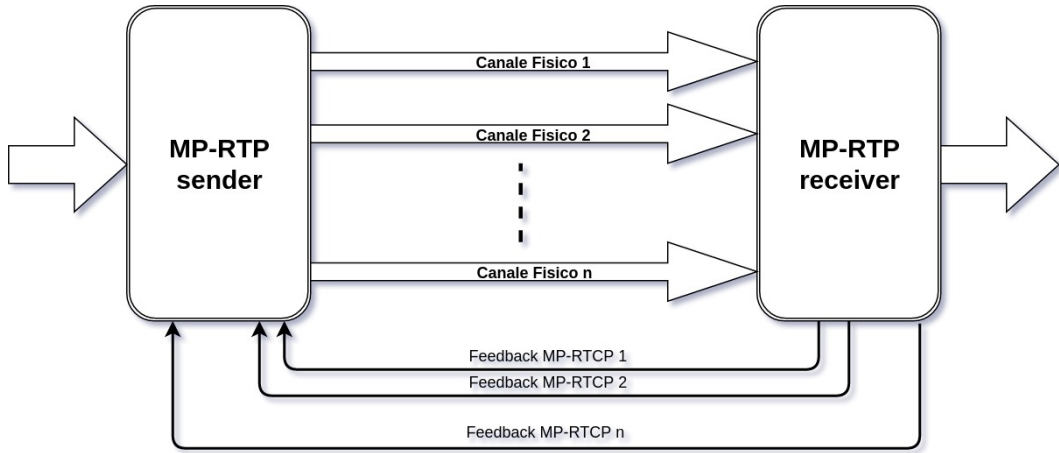 Canale Fisico 1
MP-RTP
sender
Canale Fisico 2
MP-RTP
receiver
Canale Fisico n
Feedback MP-RTCP 1
Feedback MP-RTCP 2
Feedback MP-RTCP n